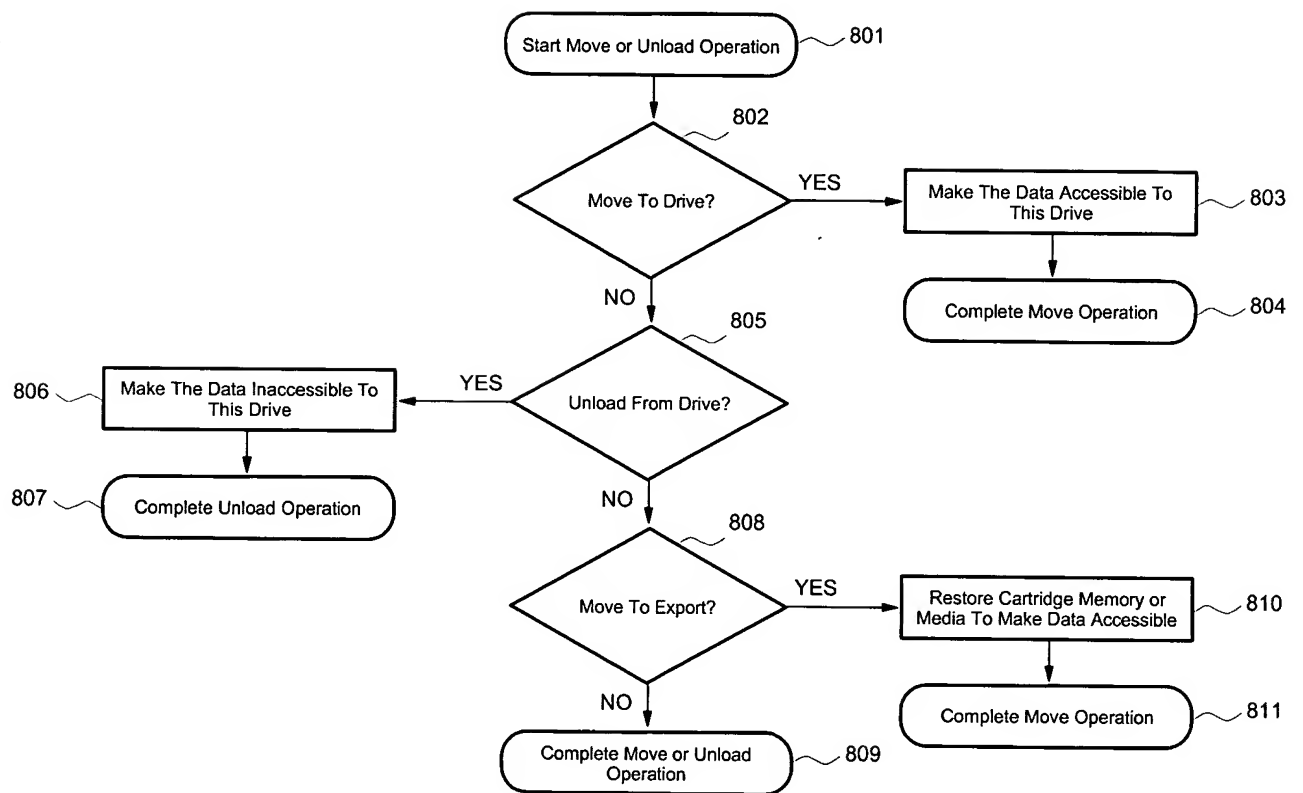 Start Move or Unload Operation
801
802
Move To Drive?
YES
Make The Data Accessible To
This Drive
803
NO
Complete Move Operation
804
805
Unload From Drive?
YES
806
Make The Data Inaccessible To
This Drive
807
Complete Unload Operation
NO
808
Move To Export?
YES
Restore Cartridge Memory or
Media To Make Data Accessible
810
NO
Complete Move Operation
811
Complete Move or Unload
Operation
809